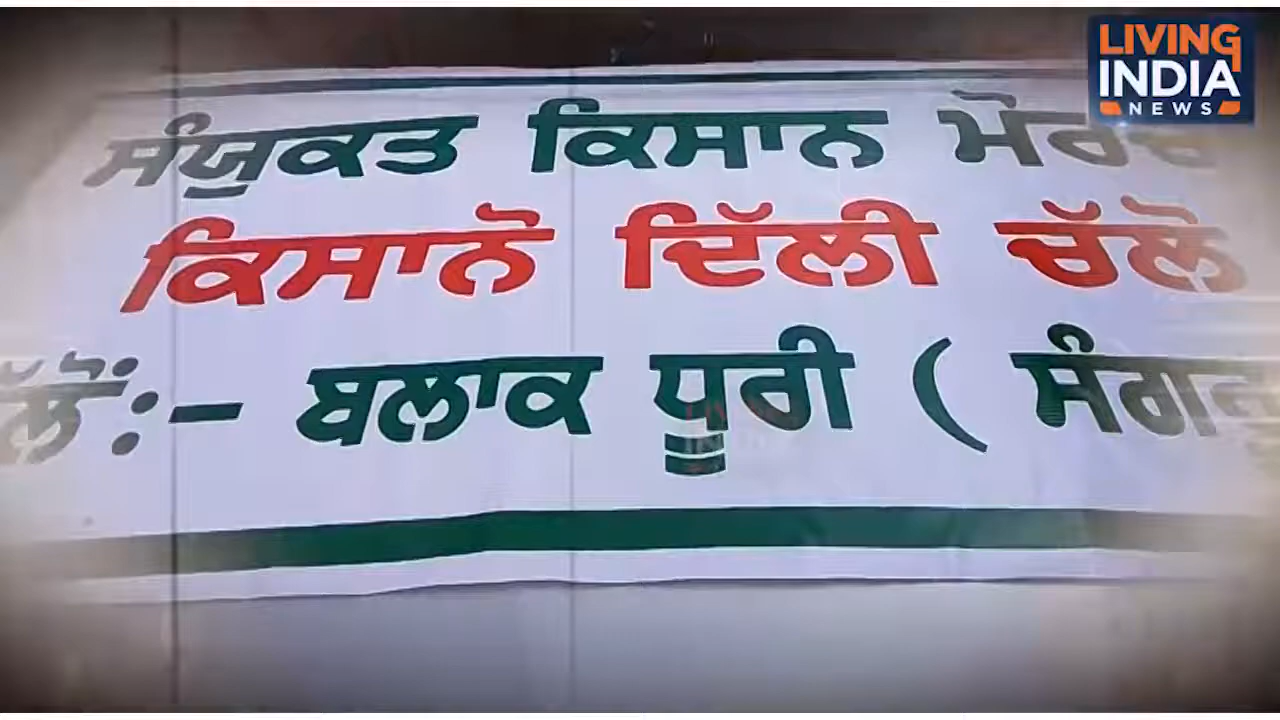 LIVING
INDIA
NEWS
ਸੰਯੁਕਤ ਕਿਸਾਨ
ਕਿਸਾਨੋ ਦਿੱਲੀ ਚੱਲੋ
:- ਬਲਾਕ ਧੂਰੀ (